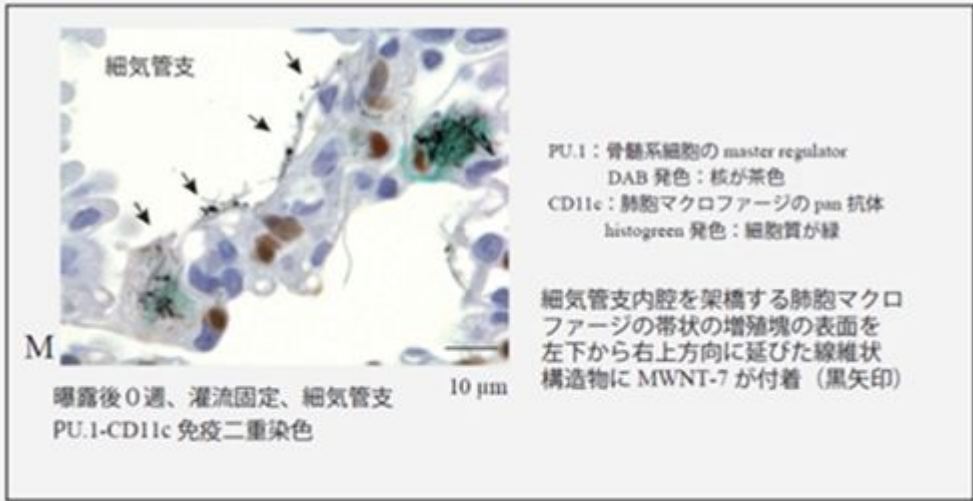 細気管支
PU.1：骨髄系細胞の master regulator
DAB 発色：核が茶色
CD11c：肺胞マクロファージの pan 抗体
histogreen 発色：細胞質が緑
細気管支内腔を架橋する肺胞マクロ
ファージの帯状の増殖塊の表面を
左下から右上方向に延びた線維状
構造物に MWNT-7 が付着（黒矢印）
M
10 μm
曝露後０週、灌流固定、細気管支
PU.1-CD11c 免疫二重染色